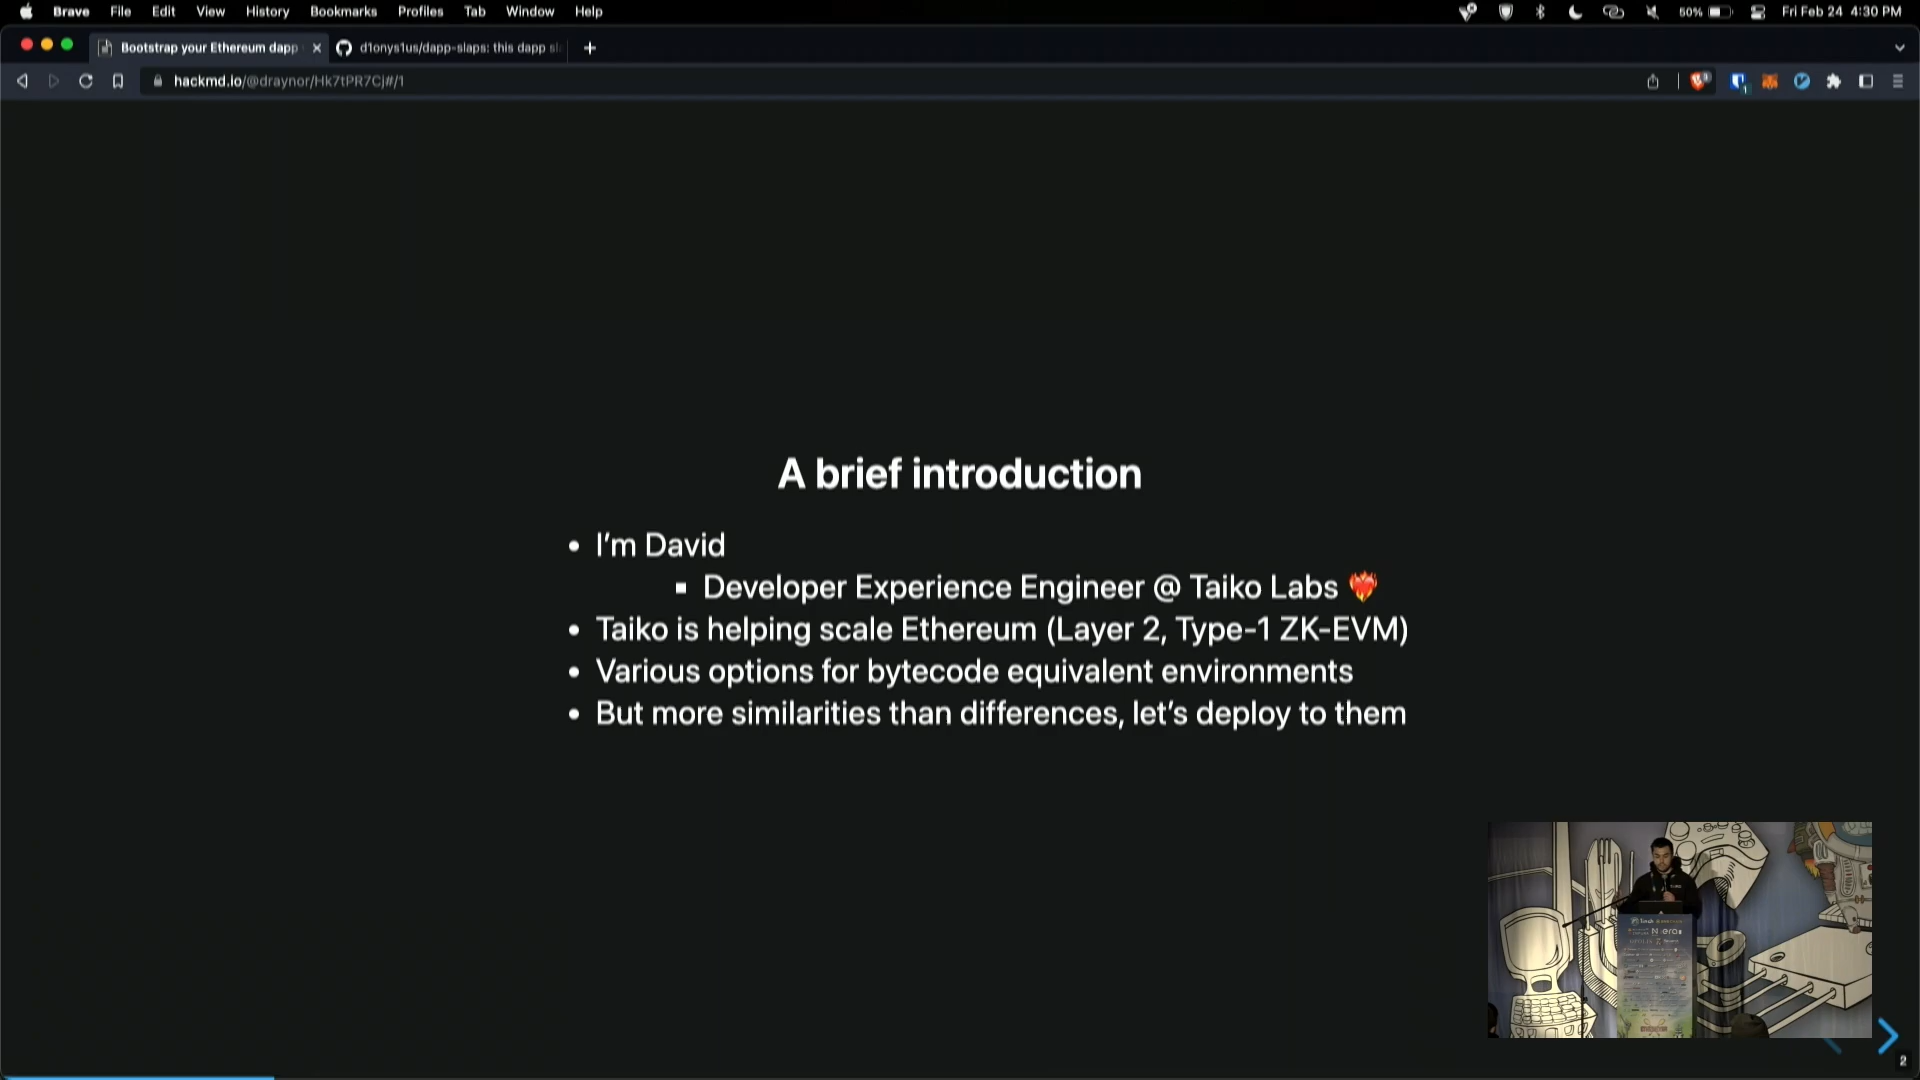 Brave File Edit View History Bookmarks Profiles Tab Window Help 50% Fri Feb 24 4:30 PM
Bootstrap your Ethereum dapp d1onys1us/dapp-slaps: this dapp sl
hackmd.io/@draynor/Hk7tPR7Cj#/1
A brief introduction
I'm David
Developer Experience Engineer @ Taiko Labs ❤️‍🔥
Taiko is helping scale Ethereum (Layer 2, Type-1 ZK-EVM)
Various options for bytecode equivalent environments
But more similarities than differences, let's deploy to them
2